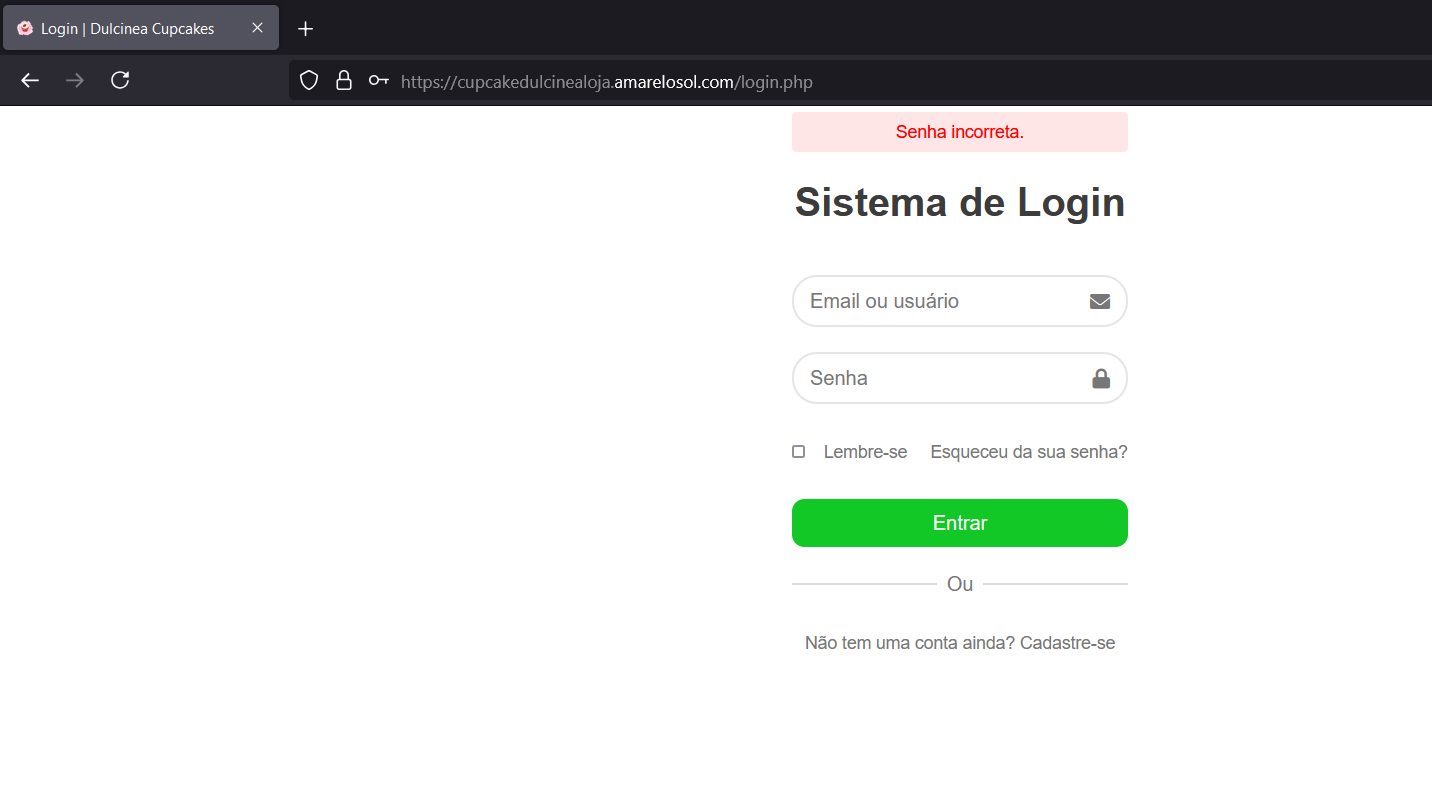 Login | Dulcinea Cupcakes
https://cupcakedulcinealoja.amarelosol.com/login.php
Senha incorreta.
Sistema de Login
Email ou usuário
Senha
Lembre-se Esqueceu da sua senha?
Entrar
Ou
Não tem uma conta ainda? Cadastre-se